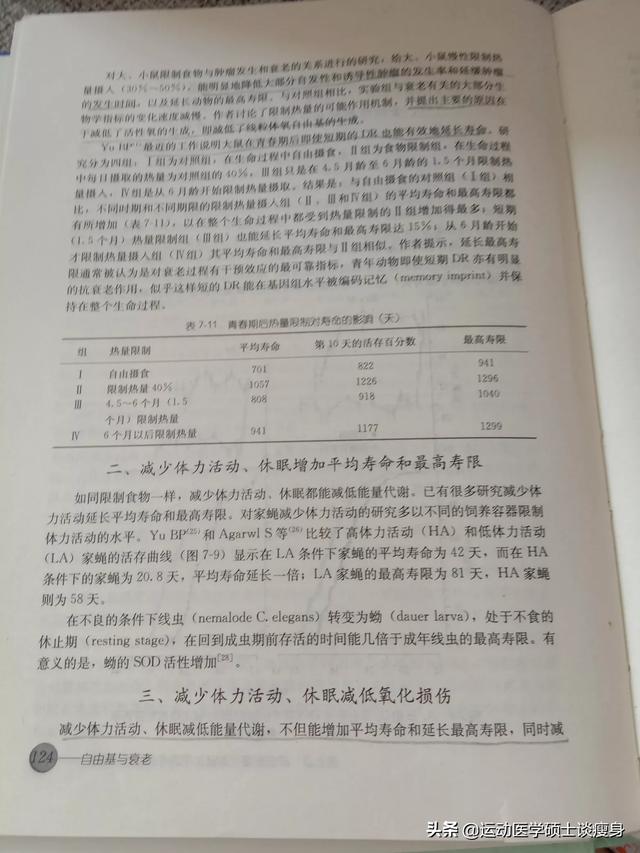 对大、小鼠限制食物与肿瘤发生和衰老的关系进行的研究，给大、小鼠慢性限制热
量摄入（30%～50%），能明显地降低大部分自发性和诱导性肿瘤的发生率和延缓肿瘤
的发生时间，以及延长动物的最高寿限。与对照组相比，实验组与衰老有关的大部分生
物学指标的变化速度减慢。作者讨论了限制热量的可能作用机制，并提出主要的原因在
于减低了活性氧的生成，即减低了线粒体氧自由基的生成。
Yu BP最近的工作说明大鼠在青春期后即使短期的 DR 也能有效地延长寿命。研
究分为四组：Ⅰ组为对照组，在生命过程中自由摄食，Ⅱ组为食物限制组，在生命过程
中每日摄取的热量为对照组的 40%，Ⅲ组只是在 4.5 月龄至 6 月龄的 1.5 个月限制热
量摄入，Ⅳ组是从 6 月龄开始限制热量摄取。结果是：与自由摄食的对照组（Ⅰ组）相
比，不同时期和不同期限的限制热量摄入组（Ⅱ、Ⅲ和Ⅳ组）的平均寿命和最高寿限都
有所增加（表 7-11），以在整个生命过程中都受到热量限制的Ⅱ组增加得最多；短期
（1.5 个月）热量限制组（Ⅲ组）也能延长平均寿命和最高寿限达 15%；从 6 月龄开始
才限制热量摄入组（Ⅳ组）其平均寿命和最高寿限与Ⅱ组相似。作者提示，延长最高寿
限通常被认为是对衰老过程有干预效应的最可靠指标，青年动物即使短期 DR 亦有明显
的抗衰老作用，似乎这样短的 DR 能在基因组水平被编码记忆（memory imprint）并保
持在整个生命过程。
表 7-11 青春期后热量限制对寿命的影响（天）
组 热量限制 平均寿命 第 10 天的活存百分数 最高寿限
Ⅰ 自由摄食 701 822 941
Ⅱ 限制热量 40% 1057 1226 1296
Ⅲ 4.5～6 个月（1.5 808 918 1040
个月）限制热量
Ⅳ 6 个月以后限制热量 941 1177 1299
二、减少体力活动、休眠增加平均寿命和最高寿限
如同限制食物一样，减少体力活动、休眠都能减低能量代谢。已有很多研究减少体
力活动延长平均寿命和最高寿限。对家蝇减少体力活动的研究多以不同的饲养容器限制
体力活动的水平。Yu BP(25)和 Agarwl S 等(26)比较了高体力活动（HA）和低体力活动
（LA）家蝇的活存曲线（图 7-9）显示在 LA 条件下家蝇的平均寿命为 42 天，而在 HA
条件下的家蝇为 20.8 天，平均寿命延长一倍；LA 家蝇的最高寿限为 81 天，HA 家蝇
则为 58 天。
在不良的条件下线虫（nemalode C. elegans）转变为蚴（dauer larva），处于不食的
休止期（resting stage），在回到成虫期前存活的时间能几倍于成年线虫的最高寿限。有
意义的是，蚴的 SOD 活性增加[28]。
三、减少体力活动、休眠减低氧化损伤
减少体力活动、休眠减低能量代谢，不但能增加平均寿命和延长最高寿限，同时减
124 自由基与衰老
头条 @运动医学硕士谈瘦身